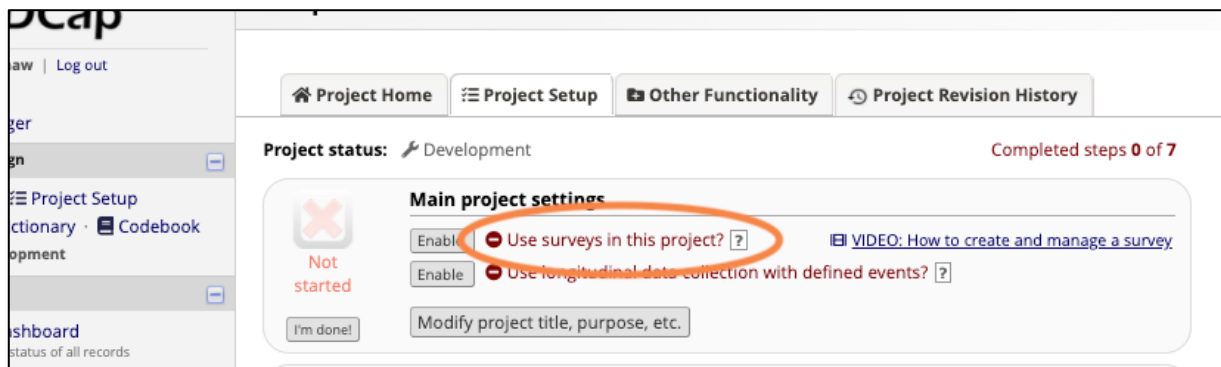 DCap
aw | Log out
ger
gn
Project Setup
ctionary · Codebook
opment
ashboard
status of all records
Project Home
Project Setup
Other Functionality
Project Revision History
Project status: Development
Completed steps 0 of 7
Not
started
I'm done!
Main project settings
Enable Use surveys in this project? ?
VIDEO: How to create and manage a survey
Enable Use longitudinal data collection with defined events? ?
Modify project title, purpose, etc.